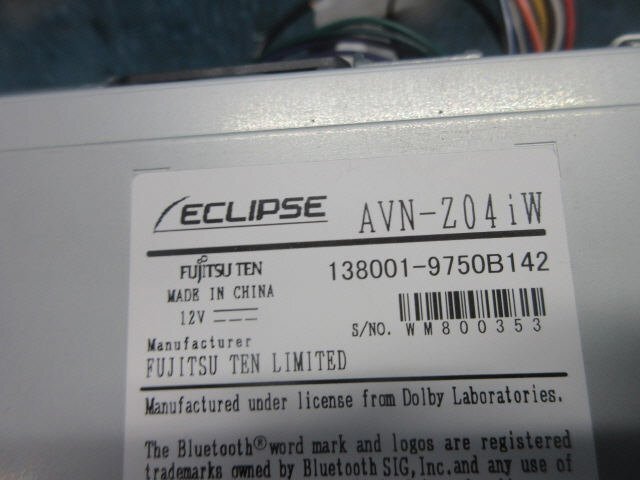 ECLIPSE AVN-Z04iW
FUJITSU TEN 138001-9750B142
MADE IN CHINA
12V
S/NO. WM800353
Manufacturer
FUJITSU TEN LIMITED
Manufactured under license from Dolby Laboratories.
The Bluetooth® word mark and logos are registered
trademarks owned by Bluetooth SIG, Inc. and any use of